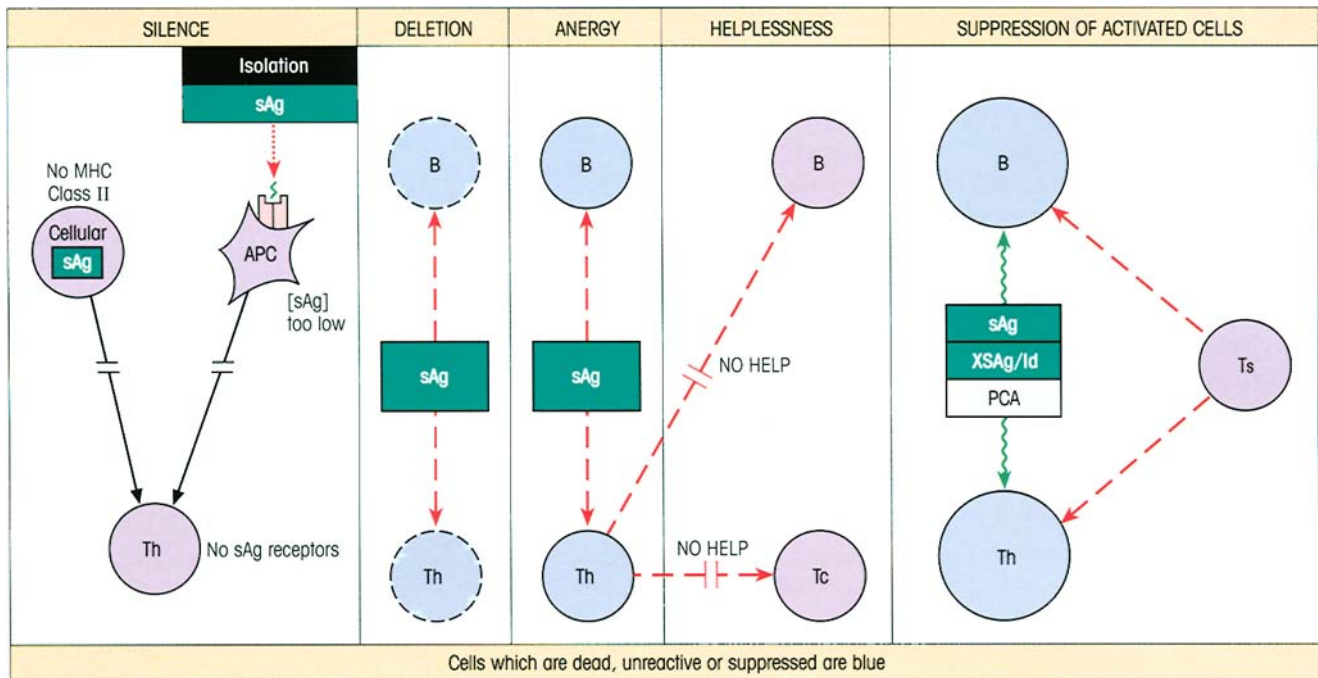 SILENCE
DELETION
ANERGY
HELPLESSNESS
SUPPRESSION OF ACTIVATED CELLS
Isolation
sAg
No MHC
Class II
Cellular
sAg
APC
[sAg]
too low
Th
No sAg receptors
B
sAg
Th
B
sAg
Th
B
NO HELP
NO HELP
Tc
B
sAg
XSAg/Id
PCA
Th
Ts
Cells which are dead, unreactive or suppressed are blue